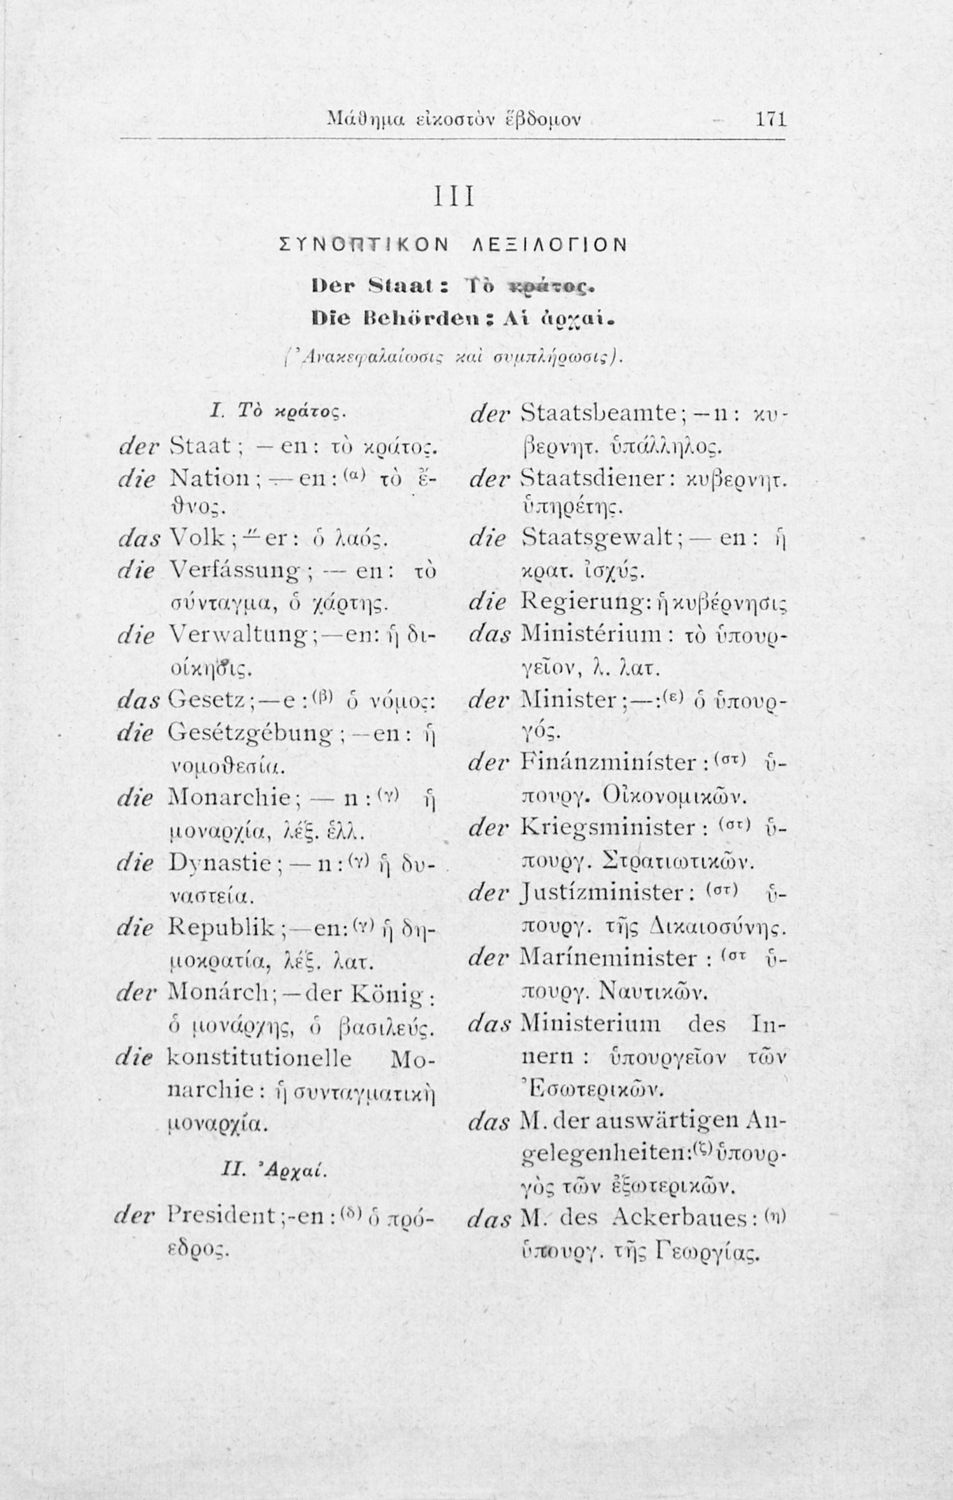 Μάθημα εἰκοστὸν ἕβδομον 171
III
ΣΥΝΟΠΤΙΚΟΝ ΛΕΞΙΛΟΓΙΟΝ
Der Staat : Τὸ κράτος.
Die Behörden : Αἱ ἀρχαί.
(Ἀνακεφαλαίωσις καὶ συμπλήρωσις).
I. Τὸ κράτος.
der Staat ; — en : τὸ κράτος.
die Nation ; — en : (α) τὸ ἔ-
θνος.
das Volk ; —̈ er : ὁ λαός.
die Verfássung ; — en : τὸ
σύνταγμα, ὁ χάρτης.
die Verwaltung ; — en : ἡ δι-
οίκησις.
das Gesetz ; — e : (β) ὁ νόμος:
die Gesétzgébung ; — en : ἡ
νομοθεσία.
die Monarchie ; — n : (γ) ἡ
μοναρχία, λέξ. ἑλλ.
die Dynastie ; — n : (γ) ἡ δυ-
ναστεία.
die Republik ; — en: (γ) ἡ δη-
μοκρατία, λέξ. λατ.
der Monárch; — der König :
ὁ μονάρχης, ὁ βασιλεύς.
die konstitutionelle Mo-
narchie : ἡ συνταγματικὴ
μοναρχία.
II. Ἀρχαί.
der President ;-en : (δ) ὁ πρό-
εδρος.
der Staatsbeamte ; — n : κυ-
βερνητ. ὑπάλληλος.
der Staatsdiener : κυβερνητ.
ὑπηρέτης.
die Staatsgewalt ; — en : ἡ
κρατ. ἰσχύς.
die Regierung: ἡ κυβέρνησις
das Ministérium : τὸ ὑπουρ-
γεῖον, λ. λατ.
der Minister ; — : (ε) ὁ ὑπουρ-
γός.
der Finánzminíster : (στ) ὑ-
πουργ. Οἰκονομικῶν.
der Kriegsminister : (στ) ὑ-
πουργ. Στρατιωτικῶν.
der Justízminister : (στ) ὑ-
πουργ. τῆς Δικαιοσύνης.
der Maríneminister : (στ ὑ-
πουργ. Ναυτικῶν.
das Ministerium des In-
nern : ὑπουργεῖον τῶν
Ἐσωτερικῶν.
das M. der auswärtigen An-
gelegenheiten: (ζ) ὑπουρ-
γὸς τῶν ἐξωτερικῶν.
das M. des Ackerbaues : (η)
ὑπουργ. τῆς Γεωργίας.